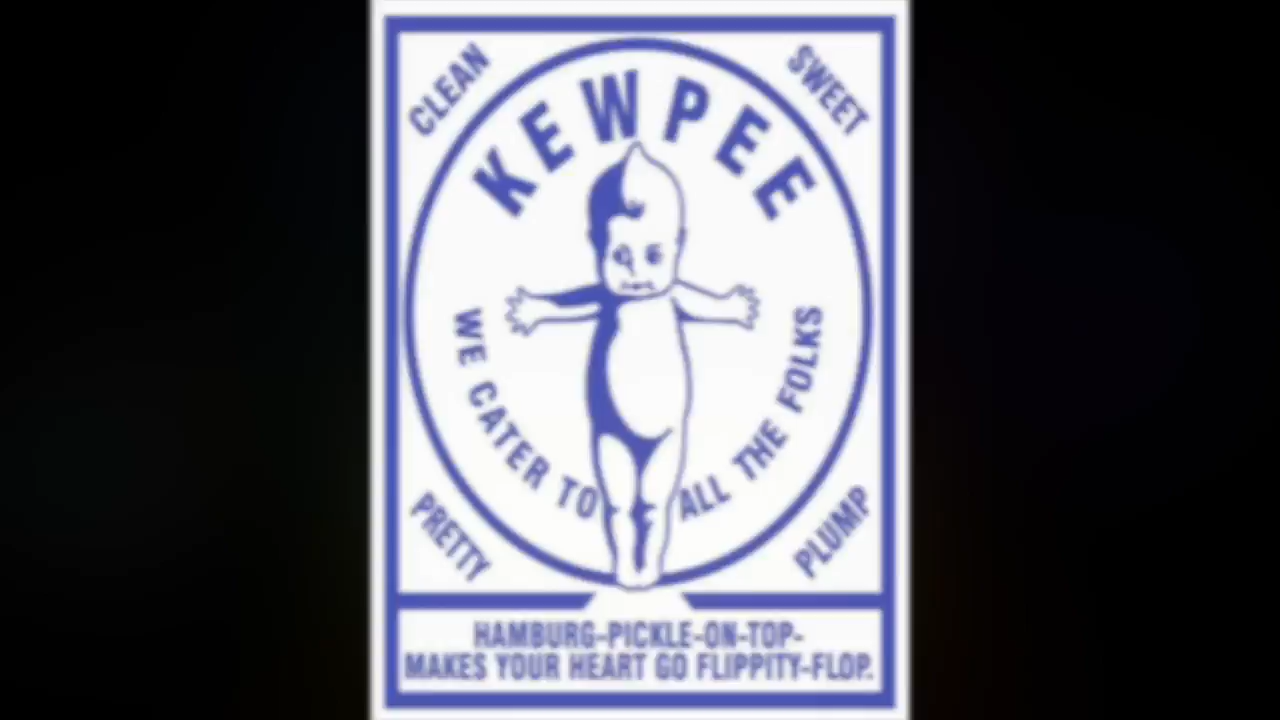 CLEAN
SWEET
KEWPEE
WE CATER TO ALL THE FOLKS
PRETTY
PLUMP
HAMBURG-PICKLE-ON-TOP-
MAKES YOUR HEART GO FLIPPITY-FLOP.